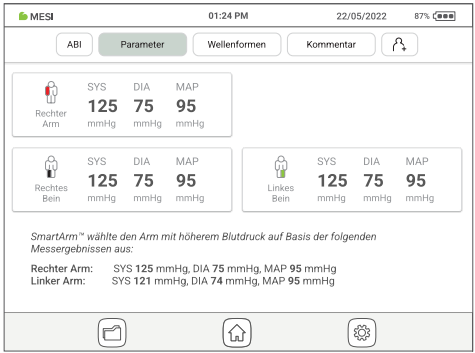 MESI 01:24 PM 22/05/2022 87%
ABI Parameter Wellenformen Kommentar
SYS DIA MAP
125 75 95
Rechter Arm mmHg mmHg mmHg
SYS DIA MAP
125 75 95
Rechtes Bein mmHg mmHg mmHg
SYS DIA MAP
125 75 95
Linkes Bein mmHg mmHg mmHg
SmartArm™ wählte den Arm mit höherem Blutdruck auf Basis der folgenden
Messergebnissen aus:
Rechter Arm: SYS 125 mmHg, DIA 75 mmHg, MAP 95 mmHg
Linker Arm: SYS 121 mmHg, DIA 74 mmHg, MAP 95 mmHg